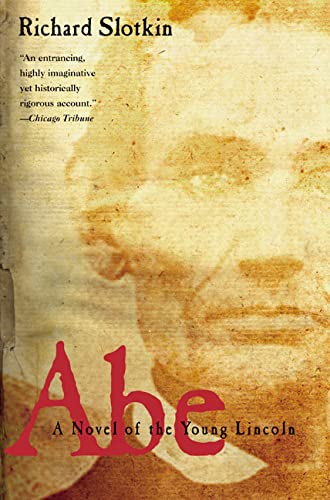 Richard Slotkin
"An entrancing,
highly imaginative
yet historically
rigorous account."
—Chicago Tribune
Abe
A Novel of the Young Lincoln